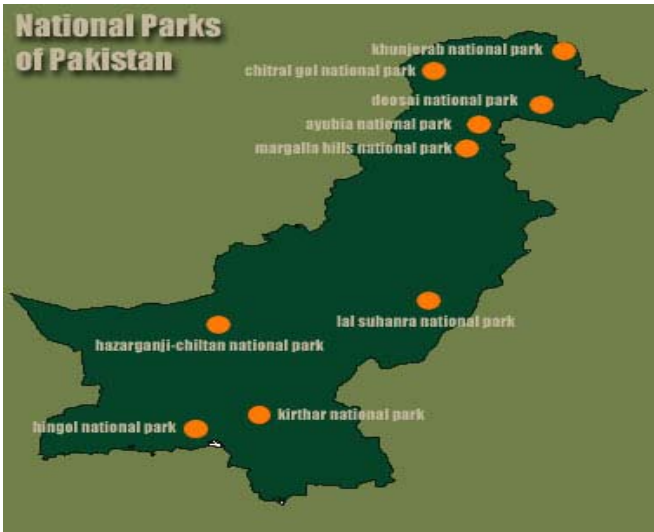 National Parks
of Pakistan
khunjerab national park
chitral gol national park
deosai national park
ayubia national park
margalla hills national park
lal suhanra national park
hazarganji-chiltan national park
kirthar national park
hingol national park